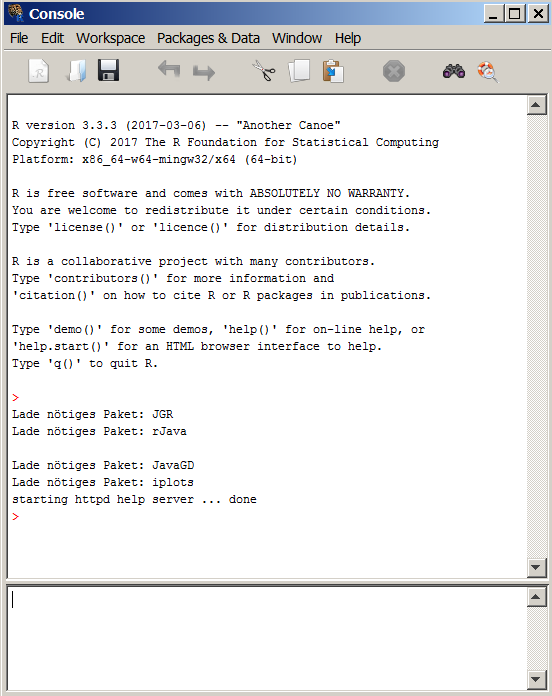 Console
File Edit Workspace Packages & Data Window Help
R version 3.3.3 (2017-03-06) -- "Another Canoe"
Copyright (C) 2017 The R Foundation for Statistical Computing
Platform: x86_64-w64-mingw32/x64 (64-bit)
R is free software and comes with ABSOLUTELY NO WARRANTY.
You are welcome to redistribute it under certain conditions.
Type 'license()' or 'licence()' for distribution details.
R is a collaborative project with many contributors.
Type 'contributors()' for more information and
'citation()' on how to cite R or R packages in publications.
Type 'demo()' for some demos, 'help()' for on-line help, or
'help.start()' for an HTML browser interface to help.
Type 'q()' to quit R.
>
Lade nötiges Paket: JGR
Lade nötiges Paket: rJava
Lade nötiges Paket: JavaGD
Lade nötiges Paket: iplots
starting httpd help server ... done
>